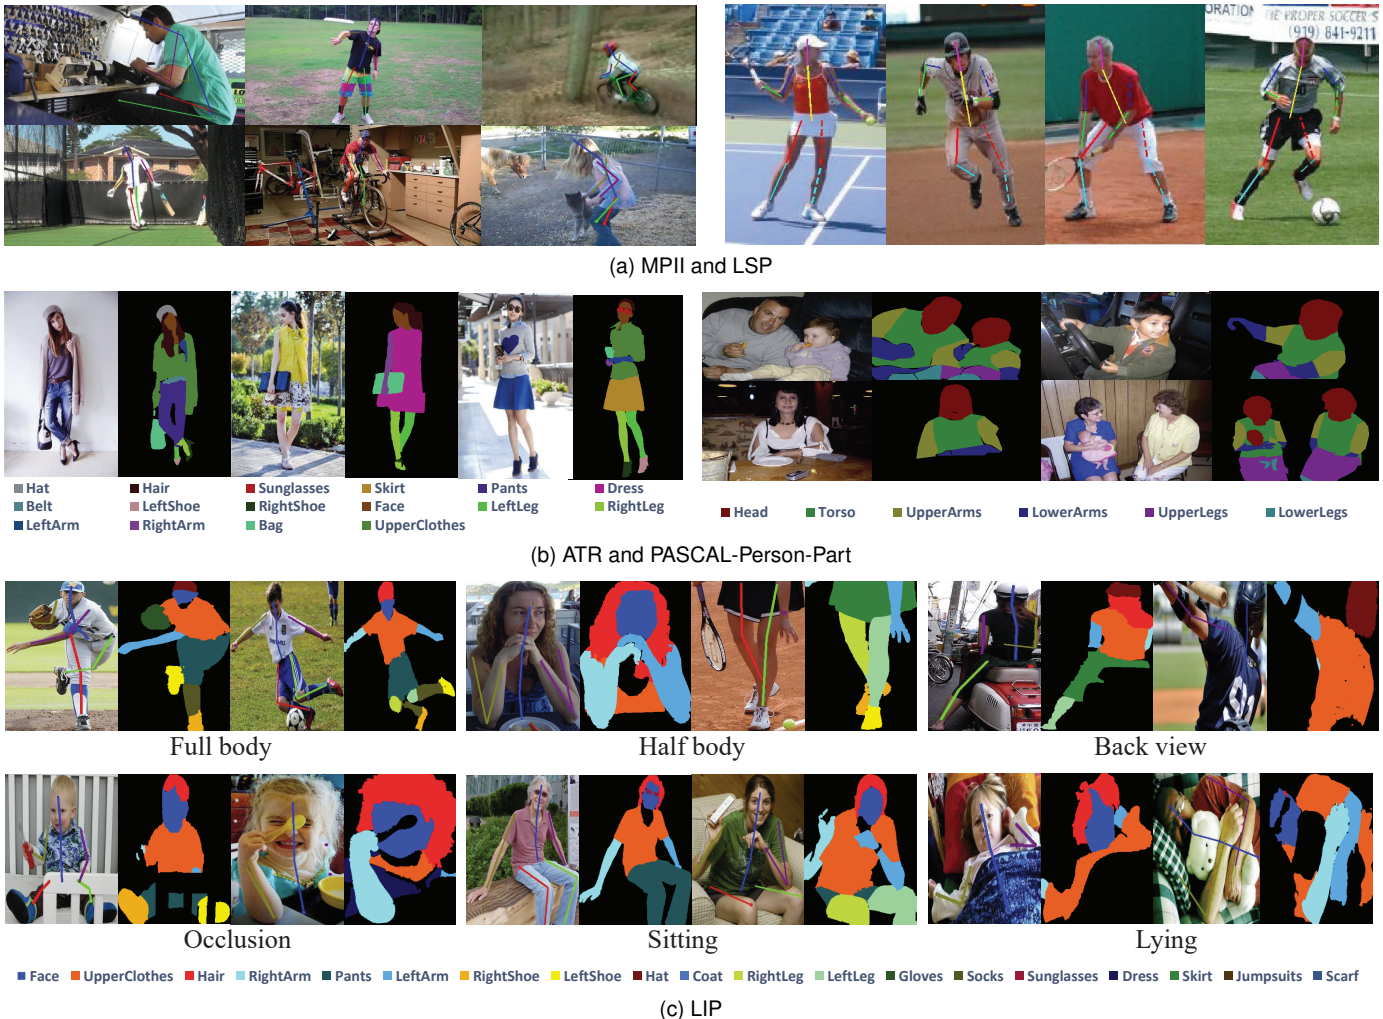 ORATION
THE PROPER SOCCER S
(919) 841-9211
(a) MPII and LSP
Hat Hair Sunglasses Skirt Pants Dress
Belt LeftShoe RightShoe Face LeftLeg RightLeg
LeftArm RightArm Bag UpperClothes
Head Torso UpperArms LowerArms UpperLegs LowerLegs
(b) ATR and PASCAL-Person-Part
Full body
Half body
Back view
Occlusion
Sitting
Lying
Face UpperClothes Hair RightArm Pants LeftArm RightShoe LeftShoe Hat Coat RightLeg LeftLeg Gloves Socks Sunglasses Dress Skirt Jumpsuits Scarf
(c) LIP